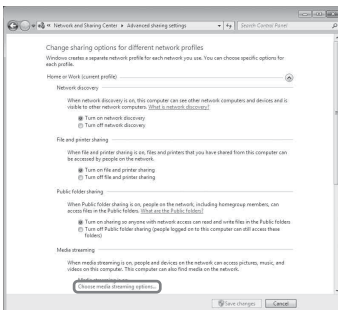 « Network and Sharing Center ▸ Advanced sharing settings
Search Control Panel
Change sharing options for different network profiles
Windows creates a separate network profile for each network you use. You can choose specific options for
each profile.
Home or Work (current profile)
Network discovery
When network discovery is on, this computer can see other network computers and devices and is
visible to other network computers. What is network discovery?
Turn on network discovery
Turn off network discovery
File and printer sharing
When file and printer sharing is on, files and printers that you have shared from this computer can
be accessed by people on the network.
Turn on file and printer sharing
Turn off file and printer sharing
Public folder sharing
When Public folder sharing is on, people on the network, including homegroup members, can
access files in the Public folders. What are the Public folders?
Turn on sharing so anyone with network access can read and write files in the Public folders
Turn off Public folder sharing (people logged on to this computer can still access these
folders)
Media streaming
When media streaming is on, people and devices on the network can access pictures, music, and
videos on this computer. This computer can also find media on the network.
Media streaming is on.
Choose media streaming options...
Save changes
Cancel